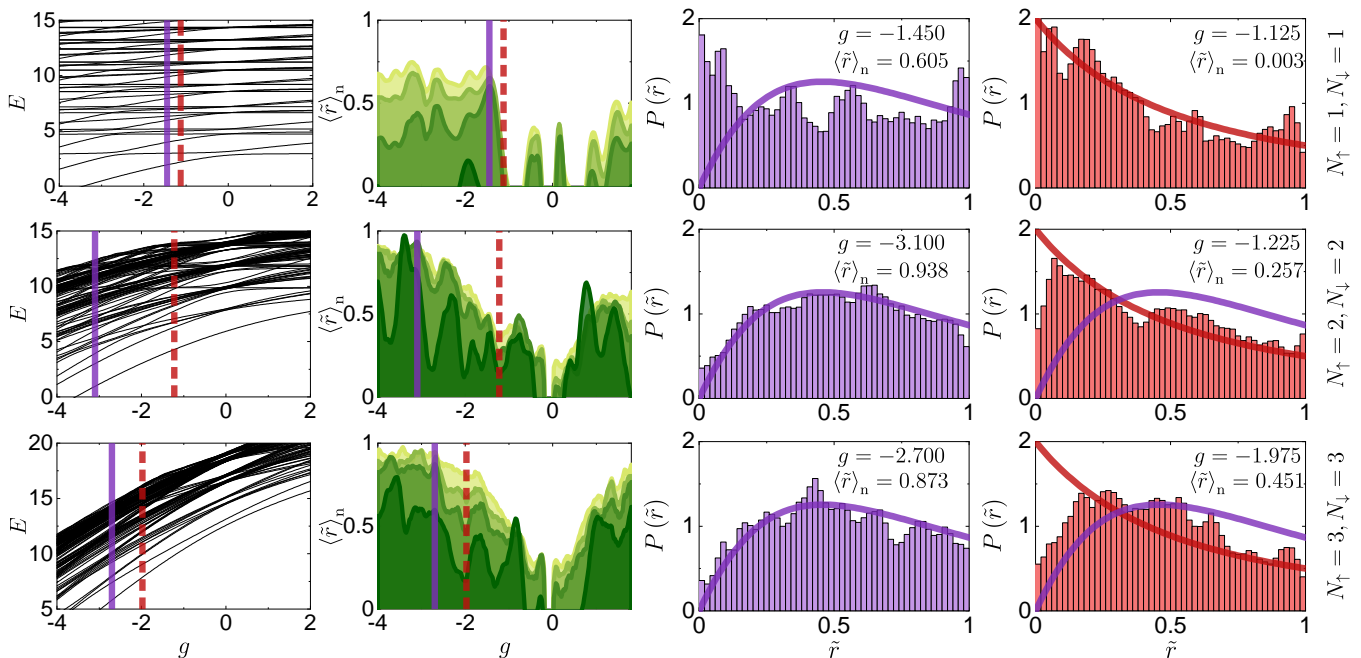 15
10
5
0
E
-4 -2 0 2
1
0.5
0
⟨r̃⟩ₙ
-4 -2 0
2
1
0
P (r̃)
g = −1.450
⟨r̃⟩ₙ = 0.605
0 0.5 1
2
1
0
P (r̃)
g = −1.125
⟨r̃⟩ₙ = 0.003
0 0.5 1
N↑ = 1, N↓ = 1
15
10
5
0
E
-4 -2 0 2
1
0.5
0
⟨r̃⟩ₙ
-4 -2 0
2
1
0
P (r̃)
g = −3.100
⟨r̃⟩ₙ = 0.938
0 0.5 1
2
1
0
P (r̃)
g = −1.225
⟨r̃⟩ₙ = 0.257
0 0.5 1
N↑ = 2, N↓ = 2
20
15
10
5
E
-4 -2 0 2
g
1
0.5
0
⟨r̃⟩ₙ
-4 -2 0
g
2
1
0
P (r̃)
g = −2.700
⟨r̃⟩ₙ = 0.873
0 0.5 1
r̃
2
1
0
P (r̃)
g = −1.975
⟨r̃⟩ₙ = 0.451
0 0.5 1
r̃
N↑ = 3, N↓ = 3